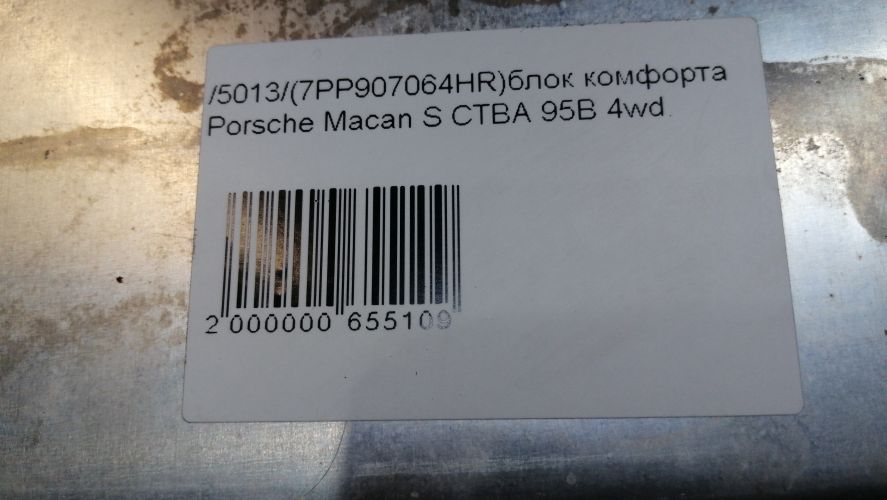 /5013/(7PP907064HR)блок комфорта
Porsche Macan S CTBA 95B 4wd
2 000000 655109